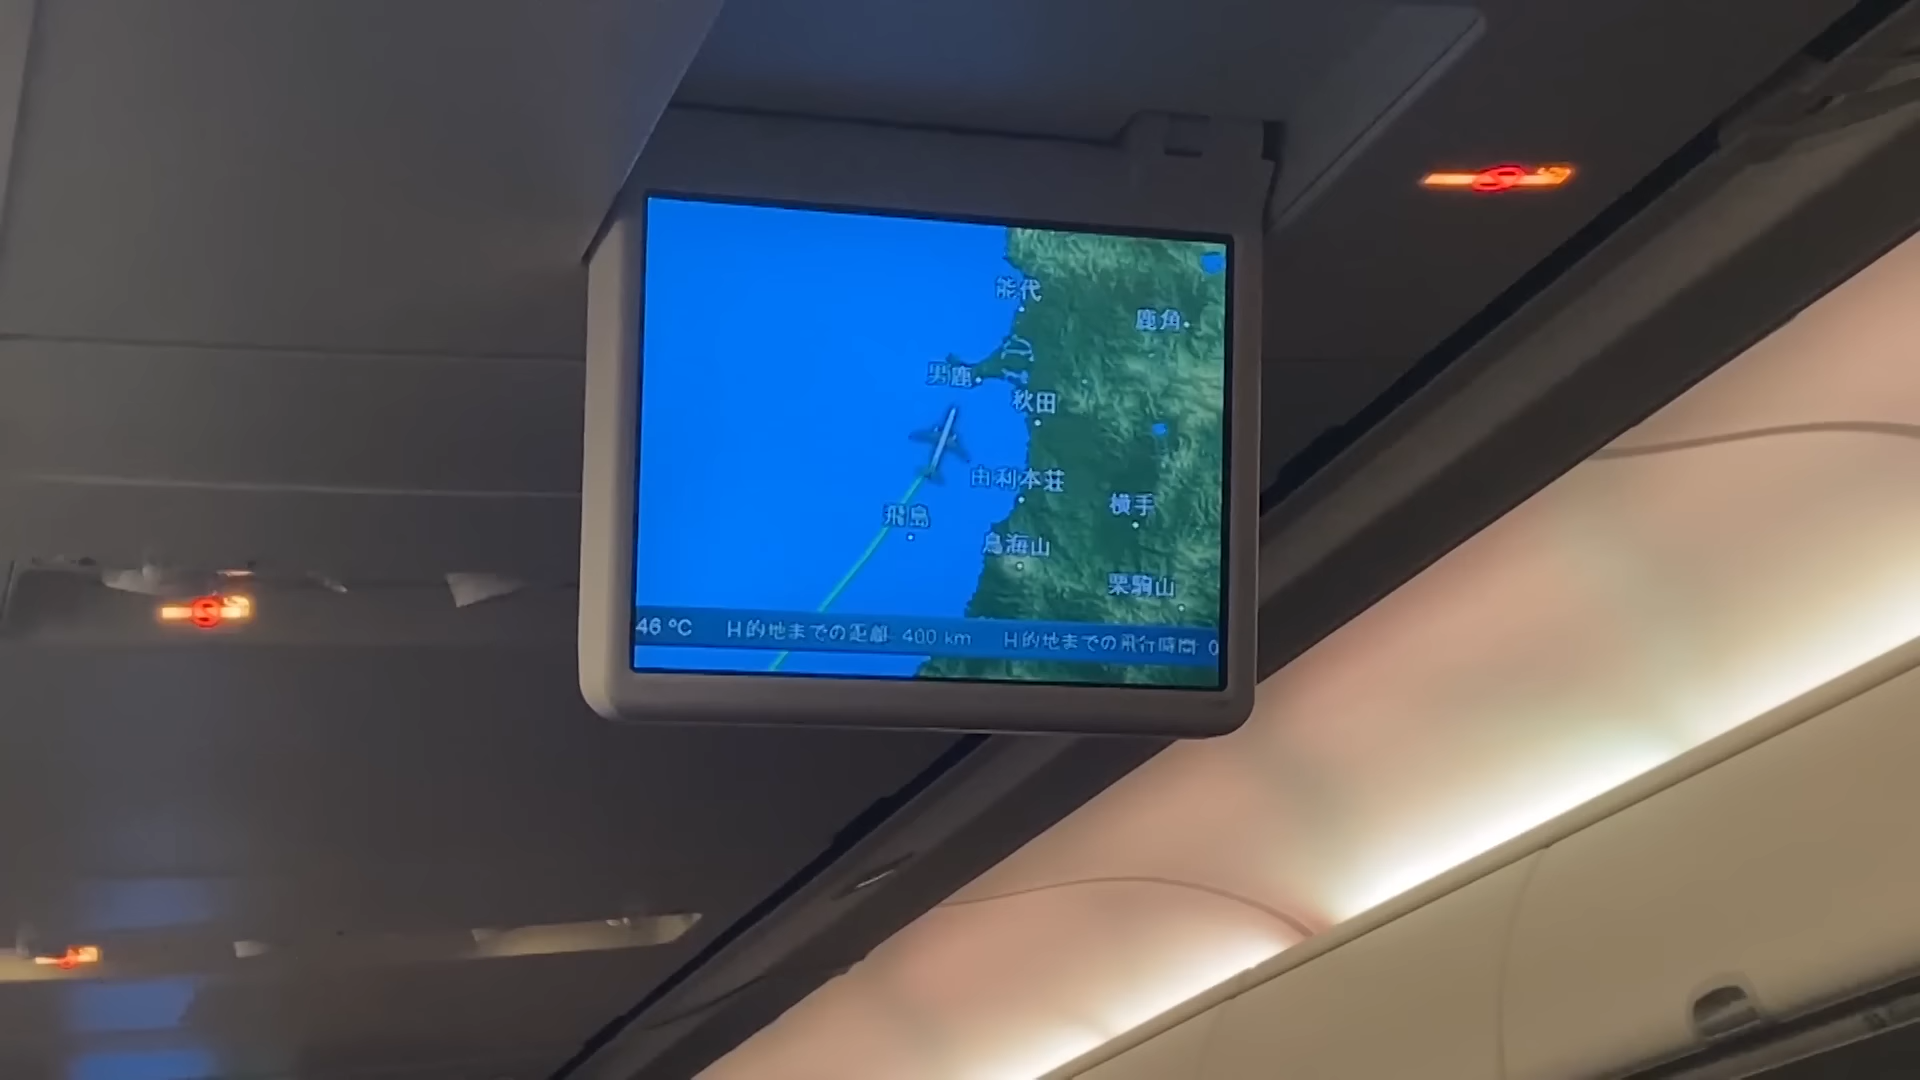 能代
鹿角
男鹿
秋田
由利本荘
横手
飛島
鳥海山
栗駒山
46 °C 目的地までの距離 400 km 目的地までの飛行時間 0